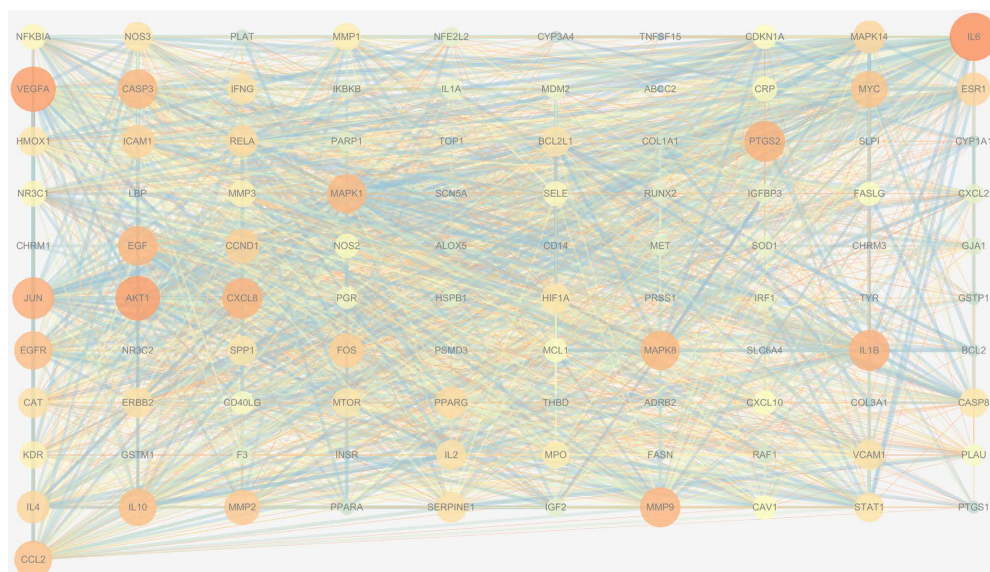 NFKBIA NOS3 PLAT MMP1 NFE2L2 CYP3A4 TNFSF15 CDKN1A MAPK14 IL6
VEGFA CASP3 IFNG IKBKB IL1A MDM2 ABCC2 CRP MYC ESR1
HMOX1 ICAM1 RELA PARP1 TOP1 BCL2L1 COL1A1 PTGS2 SLPI CYP1A1
NR3C1 LBP MMP3 MAPK1 SCN5A SELE RUNX2 IGFBP3 FASLG CXCL2
CHRM1 EGF CCND1 NOS2 ALOX5 CD14 MET SOD1 CHRM3 GJA1
JUN AKT1 CXCL8 PGR HSPB1 HIF1A PRSS1 IRF1 TYR GSTP1
EGFR NR3C2 SPP1 FOS PSMD3 MCL1 MAPK8 SLC6A4 IL1B BCL2
CAT ERBB2 CD40LG MTOR PPARG THBD ADRB2 CXCL10 COL3A1 CASP8
KDR GSTM1 F3 INSR IL2 MPO FASN RAF1 VCAM1 PLAU
IL4 IL10 MMP2 PPARA SERPINE1 IGF2 MMP9 CAV1 STAT1 PTGS1
CCL2